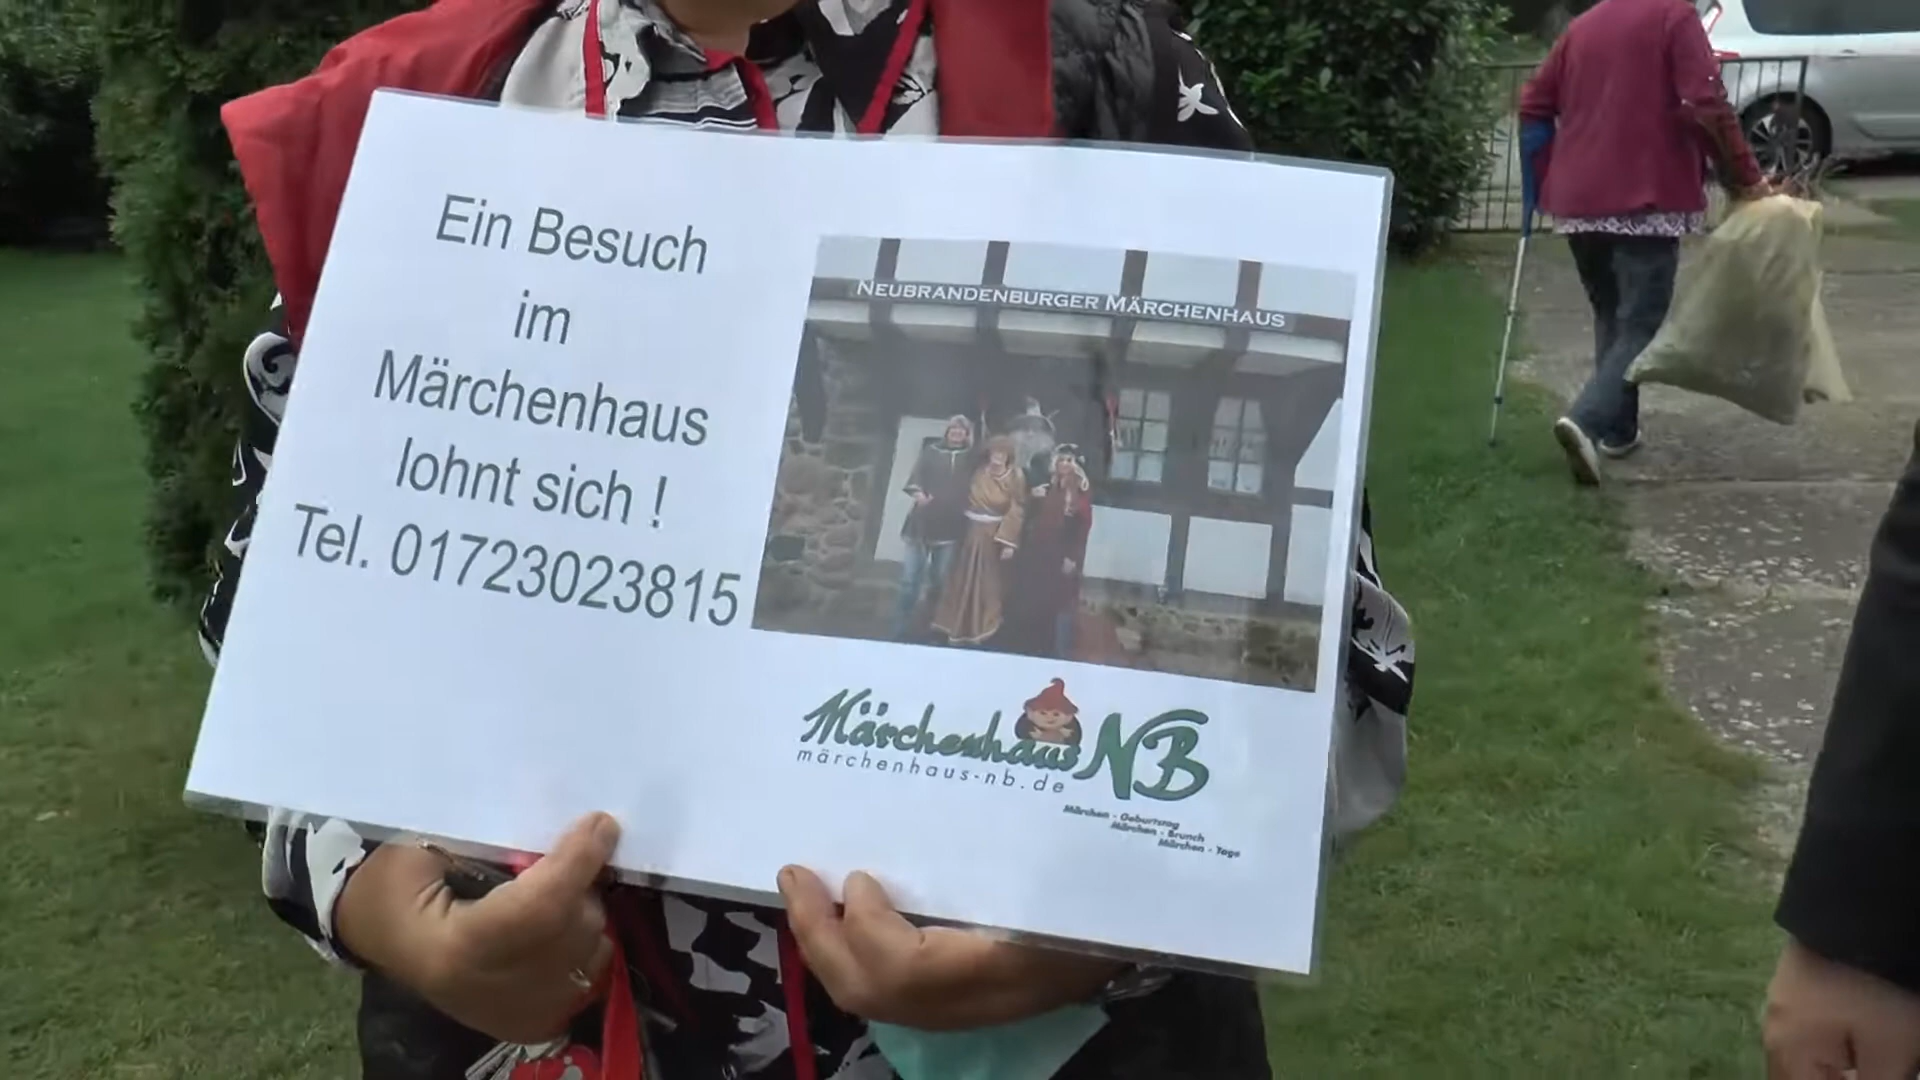 Ein Besuch
im
Märchenhaus
lohnt sich !
Tel. 01723023815
NEUBRANDENBURGER MÄRCHENHAUS
Märchenhaus NB
märchenhaus-nb.de
Märchen - Geburtstag
Märchen - Brunch
Märchen - Tage